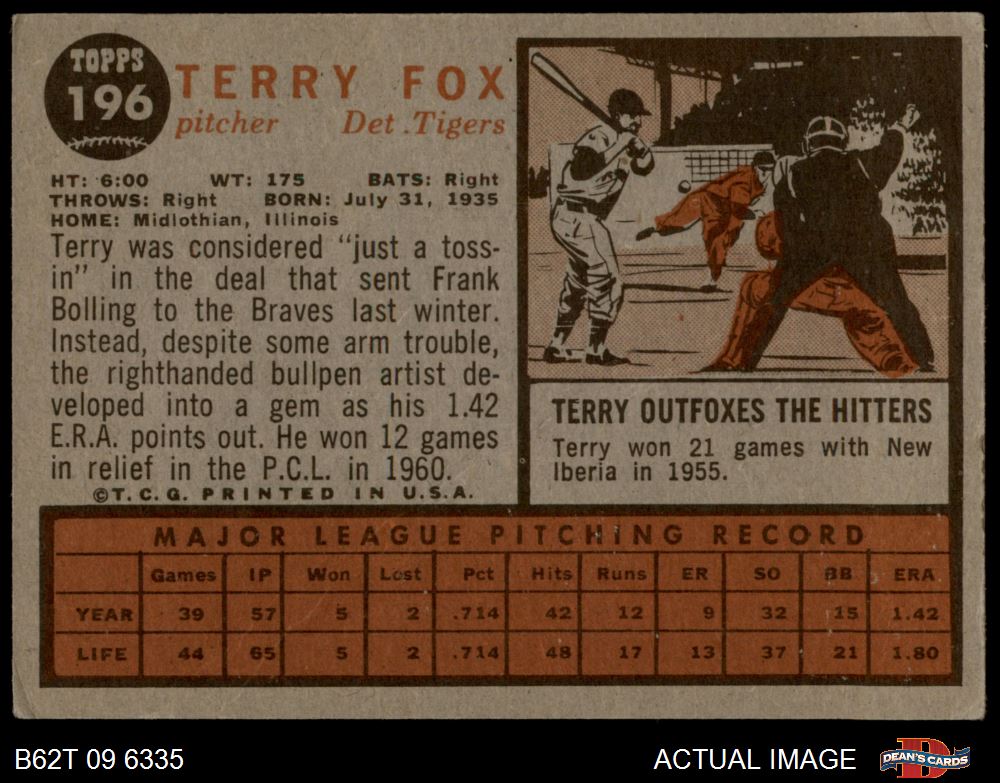 TOPPS
196
TERRY FOX
pitcher Det. Tigers
HT: 6:00 WT: 175 BATS: Right
THROWS: Right BORN: July 31, 1935
HOME: Midlothian, Illinois
Terry was considered “just a toss-
in” in the deal that sent Frank
Bolling to the Braves last winter.
Instead, despite some arm trouble,
the righthanded bullpen artist de-
veloped into a gem as his 1.42
E.R.A. points out. He won 12 games
in relief in the P.C.L. in 1960.
©T.C.G. PRINTED IN U.S.A.
TERRY OUTFOXES THE HITTERS
Terry won 21 games with New
Iberia in 1955.
MAJOR LEAGUE PITCHING RECORD
Games IP Won Lost Pct Hits Runs ER SO BB ERA
YEAR 39 57 5 2 .714 42 12 9 32 15 1.42
LIFE 44 65 5 2 .714 48 17 13 37 21 1.80
B62T 09 6335 ACTUAL IMAGE D DEAN'S CARDS